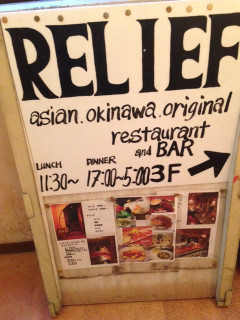 RELIEF
asian.okinawa.original
restaurant
and BAR
LUNCH DINNER
11:30~ 17:00~5:00 3F